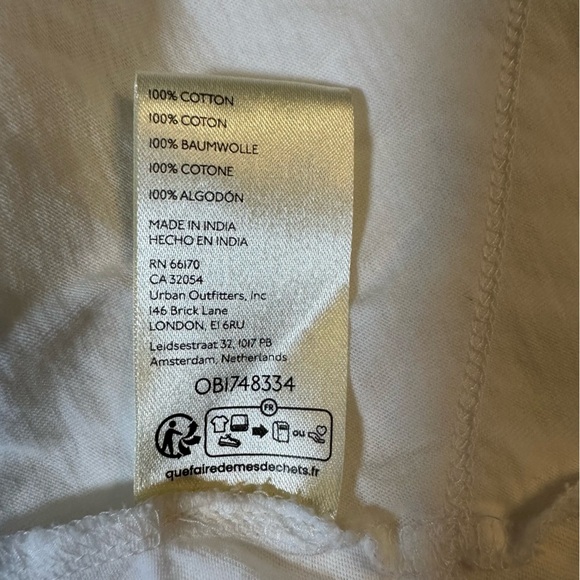 100% COTTON
100% COTON
100% BAUMWOLLE
100% COTONE
100% ALGODÓN
MADE IN INDIA
HECHO EN INDIA
RN 66170
CA 32054
Urban Outfitters, Inc
146 Brick Lane
LONDON, E1 6RU
Leidsestraat 32, 1017 PB
Amsterdam, Netherlands
OB1748334
FR
ou
quefairedemesdechets.fr